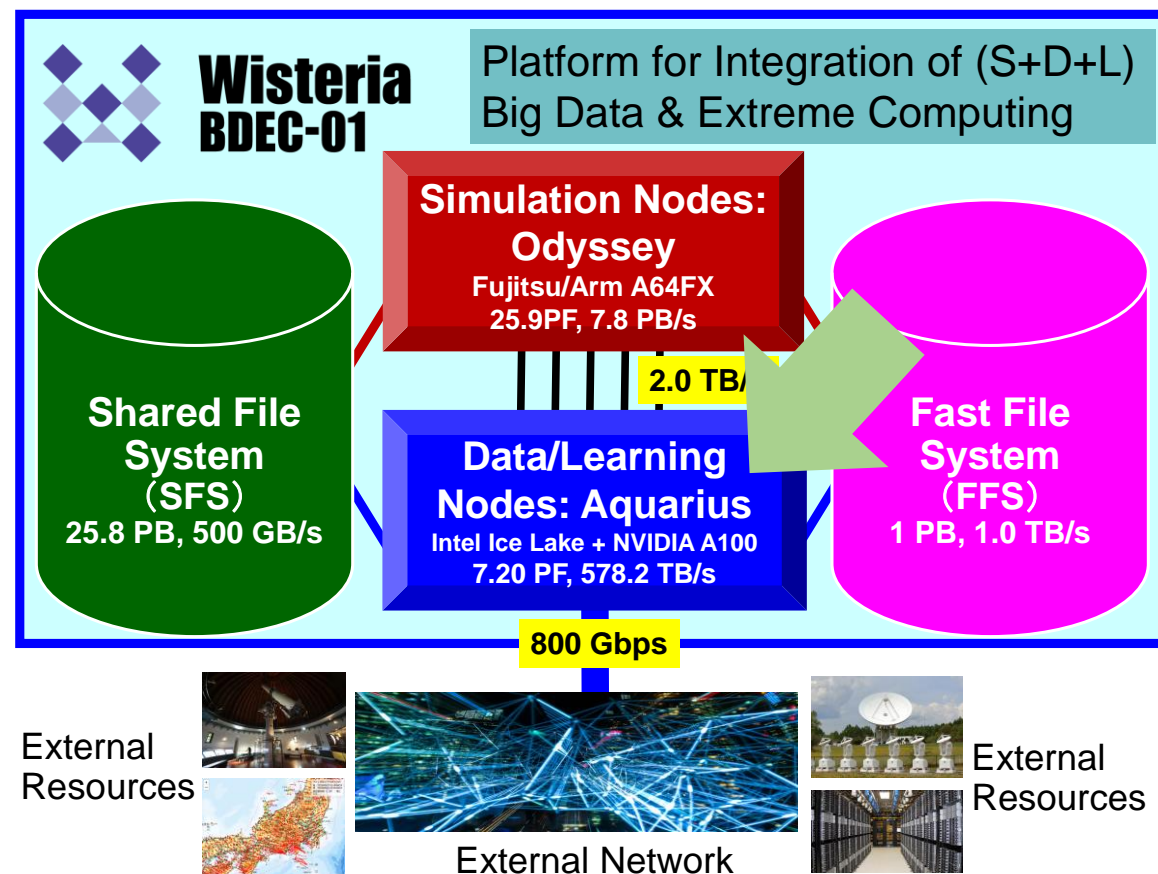 Wisteria
BDEC-01
Platform for Integration of (S+D+L)
Big Data & Extreme Computing
Simulation Nodes:
Odyssey
Fujitsu/Arm A64FX
25.9PF, 7.8 PB/s
2.0 TB/
Shared File
System
（SFS）
25.8 PB, 500 GB/s
Data/Learning
Nodes: Aquarius
Intel Ice Lake + NVIDIA A100
7.20 PF, 578.2 TB/s
Fast File
System
（FFS）
1 PB, 1.0 TB/s
800 Gbps
External
Resources
External Network
External
Resources